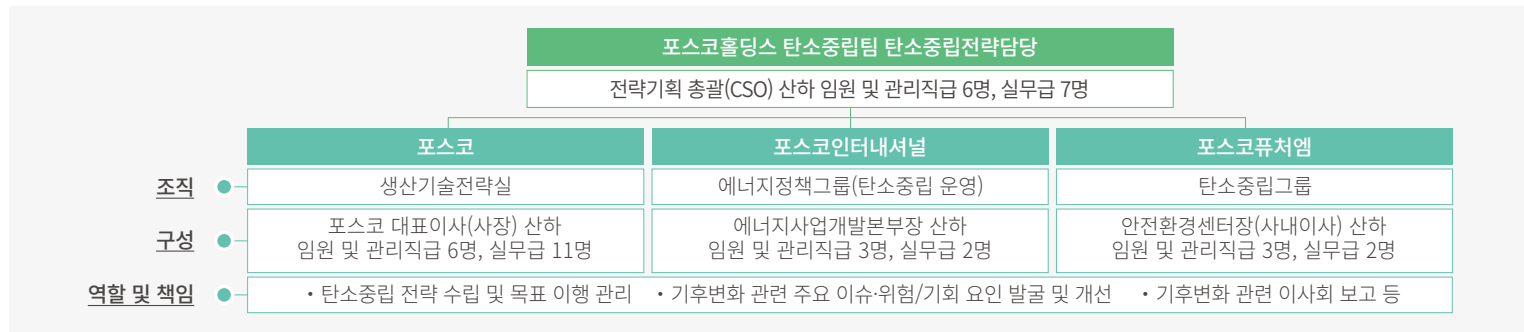 포스코홀딩스 탄소중립팀 탄소중립전략담당
전략기획 총괄(CSO) 산하 임원 및 관리직급 6명, 실무급 7명
포스코
포스코인터내셔널
포스코퓨처엠
조직
생산기술전략실
에너지정책그룹(탄소중립 운영)
탄소중립그룹
구성
포스코 대표이사(사장) 산하
임원 및 관리직급 6명, 실무급 11명
에너지사업개발본부장 산하
임원 및 관리직급 3명, 실무급 2명
안전환경센터장(사내이사) 산하
임원 및 관리직급 3명, 실무급 2명
역할 및 책임
・탄소중립 전략 수립 및 목표 이행 관리 ・기후변화 관련 주요 이슈·위험/기회 요인 발굴 및 개선 ・기후변화 관련 이사회 보고 등